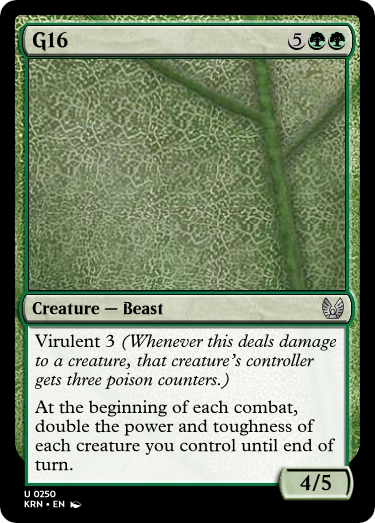 G16 5
Creature — Beast
Virulent 3 (Whenever this deals damage
to a creature, that creature's controller
gets three poison counters.)
At the beginning of each combat,
double the power and toughness of
each creature you control until end of
turn.
4/5
U 0250
KRN • EN